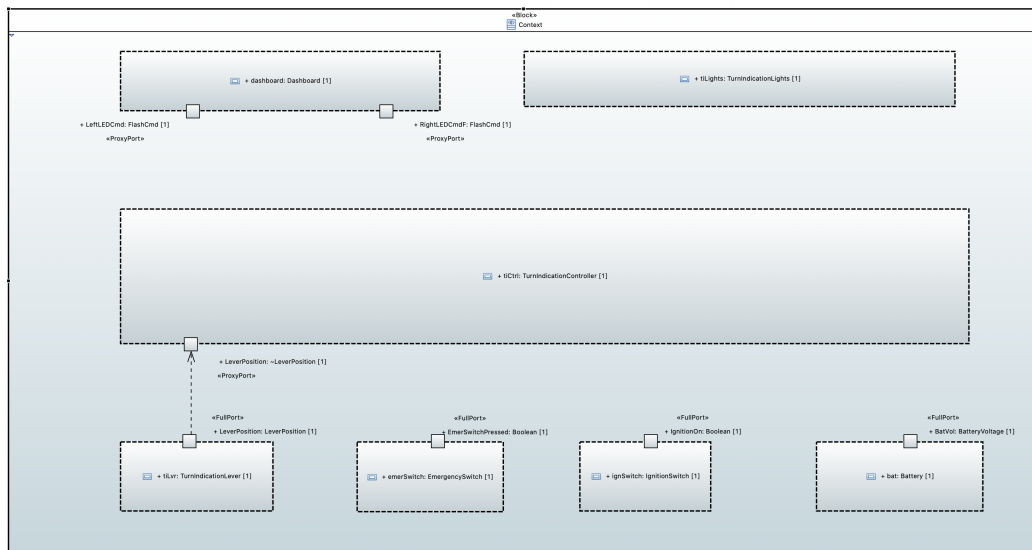 «Block»
Context
+ dashboard: Dashboard [1]
+ tiLights: TurnIndicationLights [1]
+ LeftLEDCmd: FlashCmd [1]
«ProxyPort»
+ RightLEDCmdF: FlashCmd [1]
«ProxyPort»
+ tiCtrl: TurnIndicationController [1]
+ LeverPosition: ~LeverPosition [1]
«ProxyPort»
«FullPort»
+ LeverPosition: LeverPosition [1]
«FullPort»
+ EmerSwitchPressed: Boolean [1]
«FullPort»
+ IgnitionOn: Boolean [1]
«FullPort»
+ BatVol: BatteryVoltage [1]
+ tiLvr: TurnIndicationLever [1]
+ emerSwitch: EmergencySwitch [1]
+ ignSwitch: IgnitionSwitch [1]
+ bat: Battery [1]